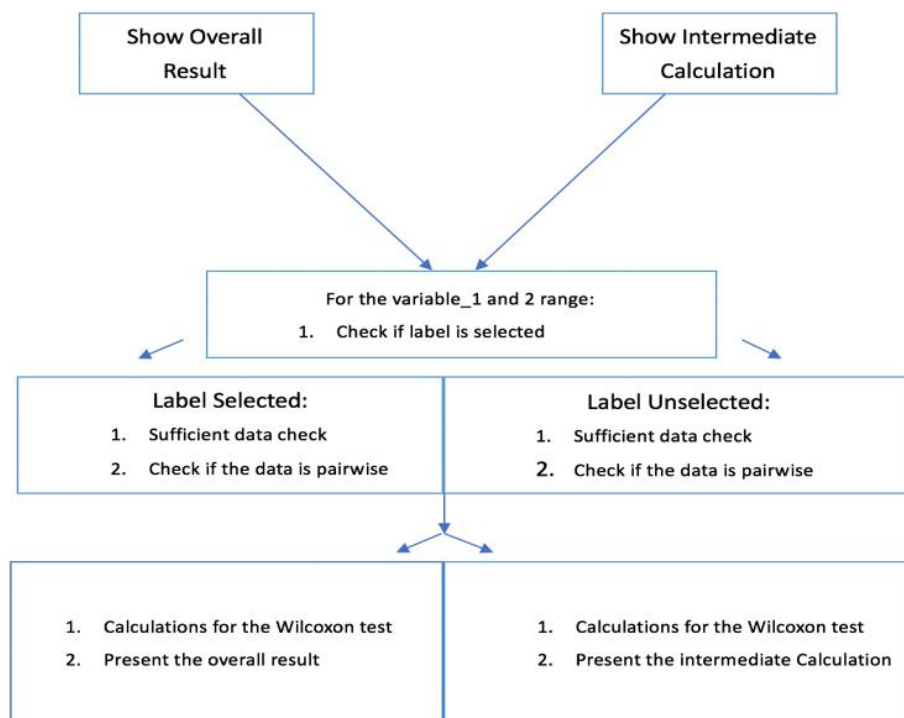 Show Overall
Result
Show Intermediate
Calculation
For the variable_1 and 2 range:
1. Check if label is selected
Label Selected:
1. Sufficient data check
2. Check if the data is pairwise
Label Unselected:
1. Sufficient data check
2. Check if the data is pairwise
1. Calculations for the Wilcoxon test
2. Present the overall result
1. Calculations for the Wilcoxon test
2. Present the intermediate Calculation